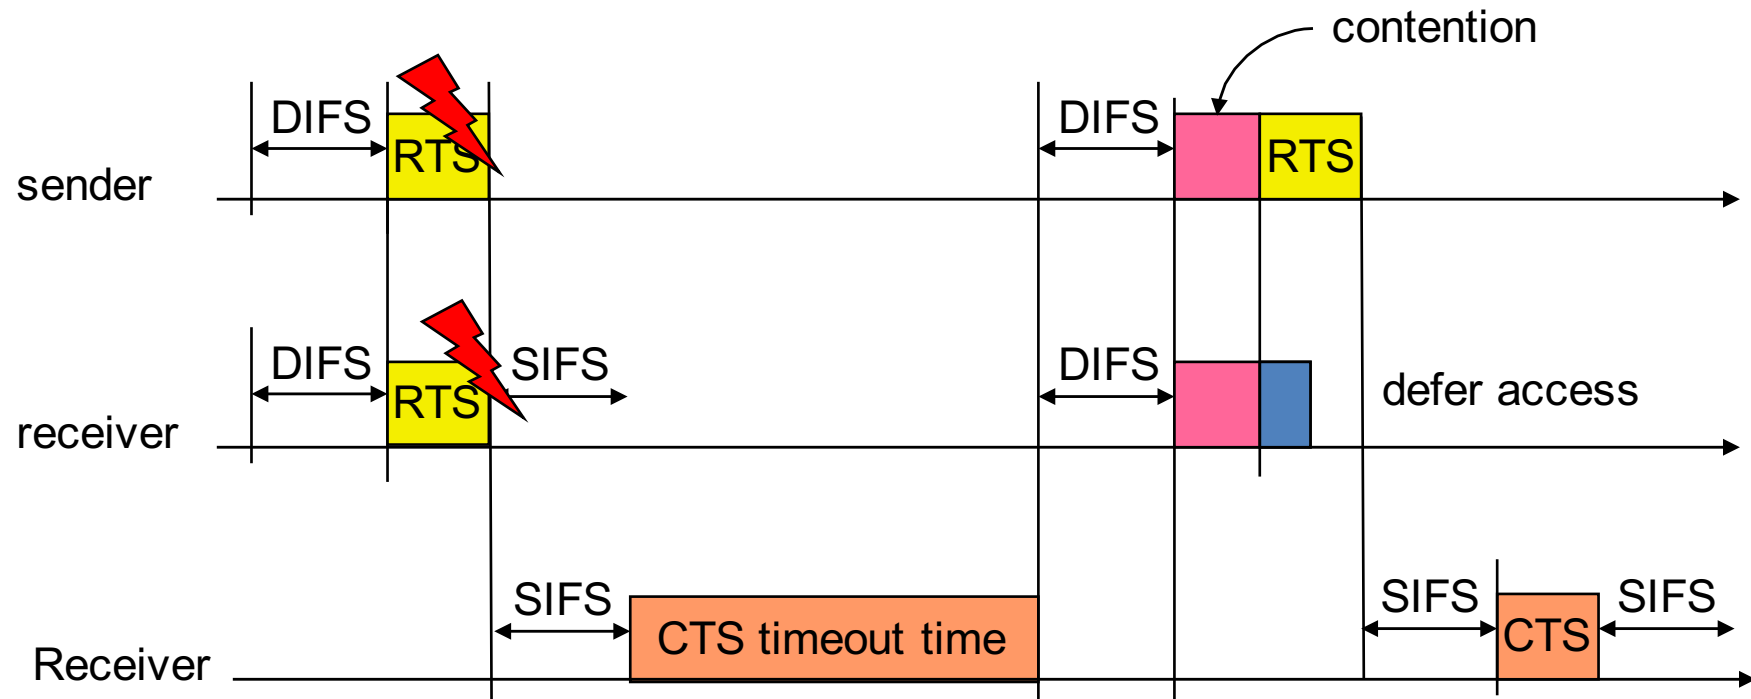 contention
DIFS
DIFS
RTS
RTS
sender
DIFS
SIFS
DIFS
RTS
defer access
receiver
SIFS
SIFS
SIFS
CTS timeout time
CTS
Receiver